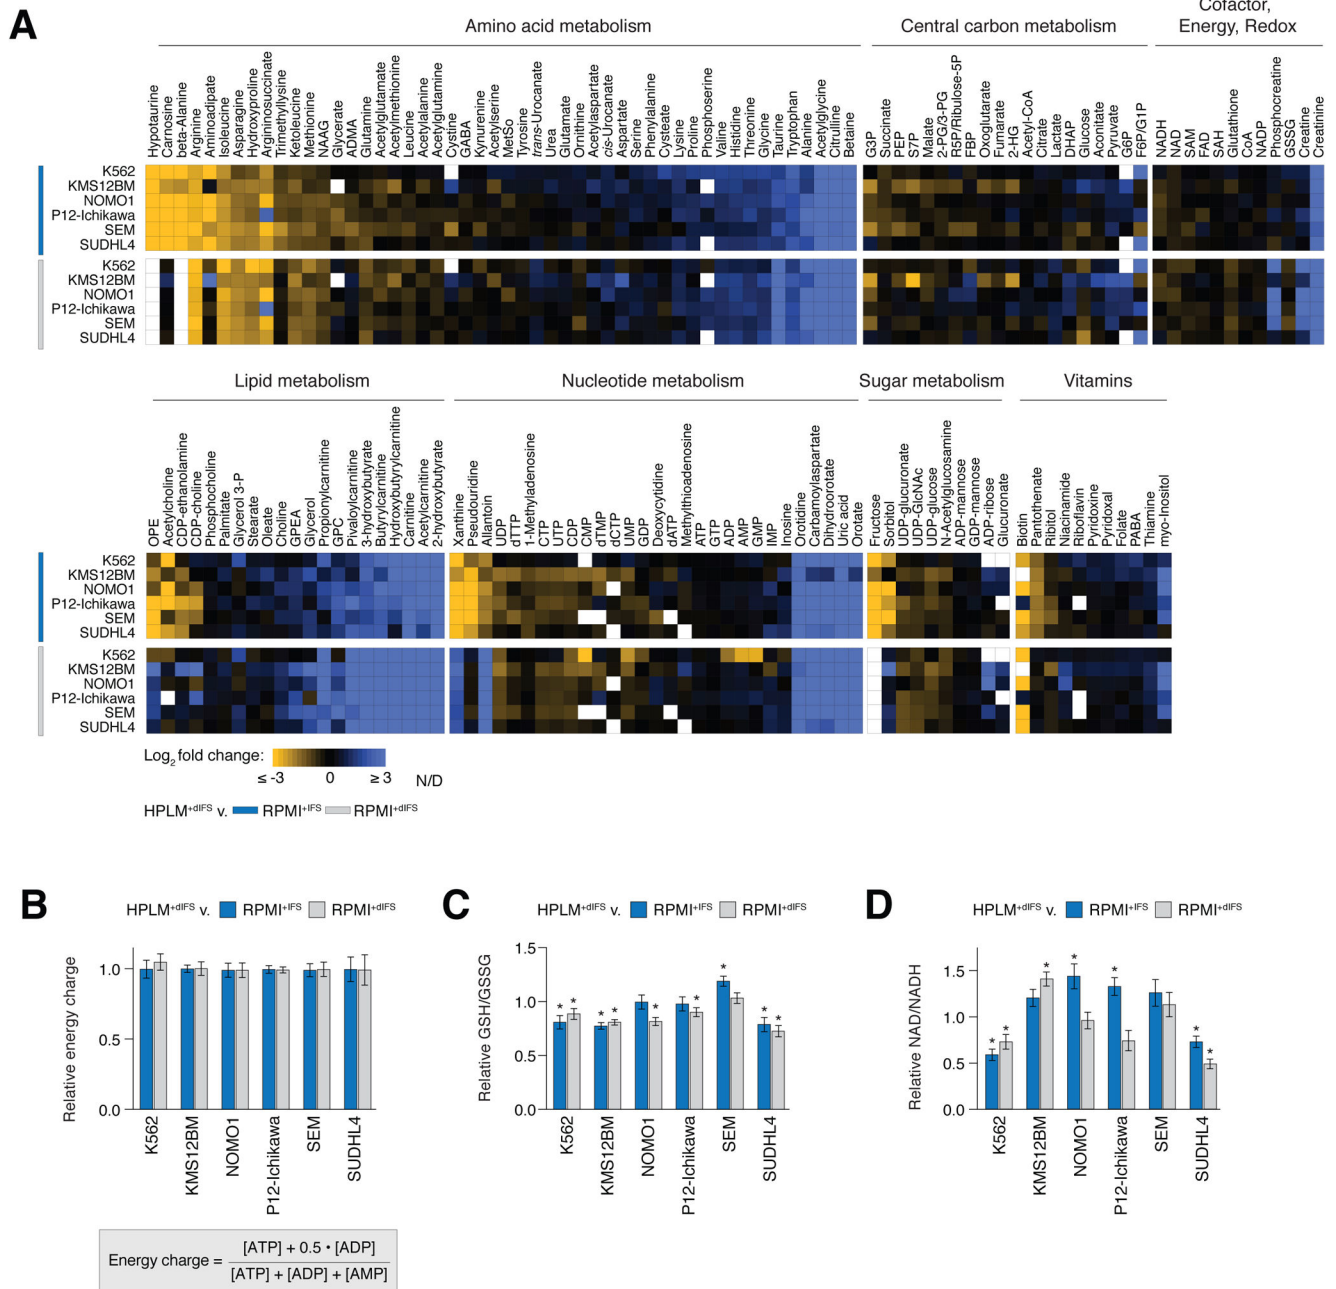 A
Amino acid metabolism
Central carbon metabolism
Cofactor,
Energy, Redox
Hypotaurine
Carnosine
beta-Alanine
Arginine
Aminoadipate
Isoleucine
Asparagine
Hydroxyproline
Argininosuccinate
Trimethyllysine
Ketoleucine
Methionine
NAAG
Glycerate
ADMA
Glutamine
Acetylglutamate
Acetylmethionine
Leucine
Acetylalanine
Acetylglutamine
Cystine
GABA
Kynurenine
Acetylserine
MetSo
Tyrosine
trans-Urocanate
Urea
Glutamate
Ornithine
Acetylaspartate
cis-Urocanate
Aspartate
Serine
Phenylalanine
Cysteate
Lysine
Proline
Phosphoserine
Valine
Histidine
Threonine
Glycine
Taurine
Tryptophan
Alanine
Acetylglycine
Citrulline
Betaine
G3P
Succinate
PEP
S7P
Malate
2-PG/3-PG
R5P/Ribulose-5P
FBP
Oxoglutarate
Fumarate
2-HG
Acetyl-CoA
Citrate
Lactate
DHAP
Glucose
Aconitate
Pyruvate
G6P
F6P/G1P
NADH
NAD
SAM
FAD
SAH
Glutathione
CoA
NADP
Phosphocreatine
GSSG
Creatine
Creatinine
K562
KMS12BM
NOMO1
P12-Ichikawa
SEM
SUDHL4
K562
KMS12BM
NOMO1
P12-Ichikawa
SEM
SUDHL4
Lipid metabolism
Nucleotide metabolism
Sugar metabolism
Vitamins
OPE
Acetylcholine
CDP-ethanolamine
CDP-choline
Phosphocholine
Palmitate
Glycerol 3-P
Stearate
Oleate
Choline
GPEA
Glycerol
Propionylcarnitine
GPC
Pivaloylcarnitine
3-hydroxybutyrate
Butyrylcarnitine
Hydroxybutyrylcarnitine
Carnitine
Acetylcarnitine
2-hydroxybutyrate
Xanthine
Pseudouridine
Allantoin
UDP
dTTP
1-Methyladenosine
CTP
UTP
CDP
CMP
dTMP
dCTP
UMP
GDP
Deoxycytidine
dATP
Methylthioadenosine
ATP
GTP
ADP
AMP
GMP
IMP
Inosine
Orotidine
Carbamoylaspartate
Dihydroorotate
Uric acid
Orotate
Fructose
Sorbitol
UDP-glucuronate
UDP-GlcNAc
UDP-glucose
N-Acetylglucosamine
ADP-mannose
GDP-mannose
ADP-ribose
Glucuronate
Biotin
Pantothenate
Ribitol
Niacinamide
Riboflavin
Pyridoxine
Pyridoxal
Folate
PABA
Thiamine
myo-Inositol
K562
KMS12BM
NOMO1
P12-Ichikawa
SEM
SUDHL4
K562
KMS12BM
NOMO1
P12-Ichikawa
SEM
SUDHL4
Log2 fold change:
≤ -3 0 ≥ 3 N/D
HPLM+dIFS v. RPMI+IFS RPMI+dIFS
B
HPLM+dIFS v. RPMI+IFS RPMI+dIFS
Relative energy charge
1.0
0.5
0.0
K562
KMS12BM
NOMO1
P12-Ichikawa
SEM
SUDHL4
Energy charge = [ATP] + 0.5 • [ADP]
[ATP] + [ADP] + [AMP]
C
HPLM+dIFS v. RPMI+IFS RPMI+dIFS
Relative GSH/GSSG
1.5
1.0
0.5
0.0
* * * * * * * * *
K562
KMS12BM
NOMO1
P12-Ichikawa
SEM
SUDHL4
D
HPLM+dIFS v. RPMI+IFS RPMI+dIFS
Relative NAD/NADH
1.5
1.0
0.5
0.0
* * * * * * *
K562
KMS12BM
NOMO1
P12-Ichikawa
SEM
SUDHL4